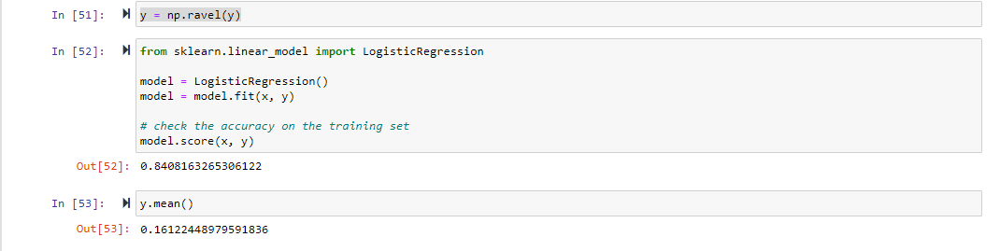 In [51]: y = np.ravel(y)
In [52]: from sklearn.linear_model import LogisticRegression
model = LogisticRegression()
model = model.fit(x, y)
# check the accuracy on the training set
model.score(x, y)
Out[52]: 0.8408163265306122
In [53]: y.mean()
Out[53]: 0.16122448979591836